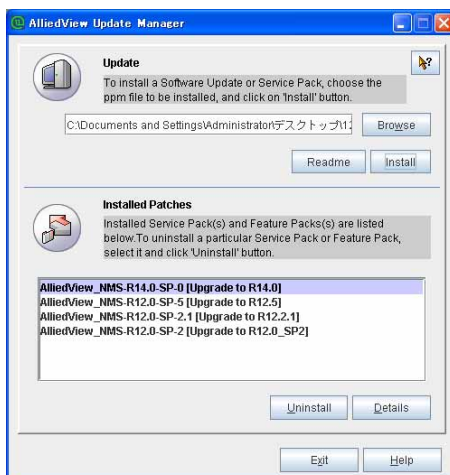 AlliedView Update Manager
Update
To install a Software Update or Service Pack, choose the
ppm file to be installed, and click on 'Install' button.
C:\Documents and Settings\Administrator\デスクトップ\12
Browse
Readme
Install
Installed Patches
Installed Service Pack(s) and Feature Packs(s) are listed
below.To uninstall a particular Service Pack or Feature Pack,
select it and click 'Uninstall' button.
AlliedView_NMS-R14.0-SP-0 [Upgrade to R14.0]
AlliedView_NMS-R12.0-SP-5 [Upgrade to R12.5]
AlliedView_NMS-R12.0-SP-2.1 [Upgrade to R12.2.1]
AlliedView_NMS-R12.0-SP-2 [Upgrade to R12.0_SP2]
Uninstall
Details
Exit
Help